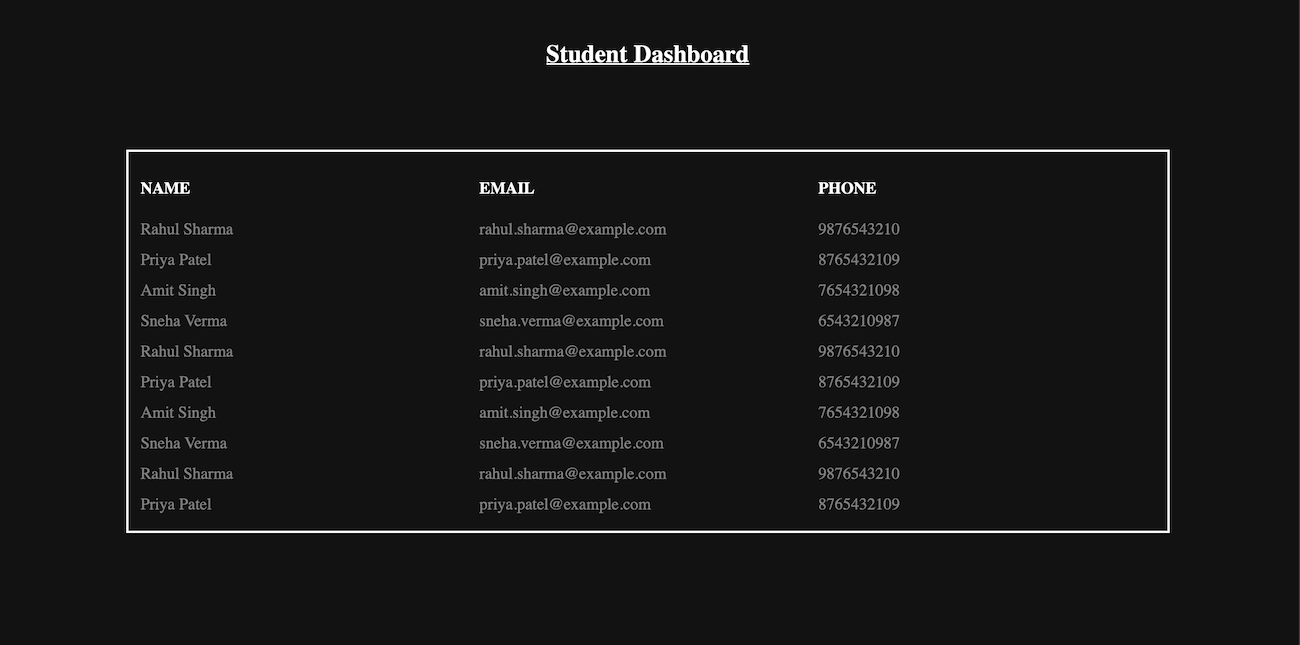 Student Dashboard
NAME EMAIL PHONE
Rahul Sharma rahul.sharma@example.com 9876543210
Priya Patel priya.patel@example.com 8765432109
Amit Singh amit.singh@example.com 7654321098
Sneha Verma sneha.verma@example.com 6543210987
Rahul Sharma rahul.sharma@example.com 9876543210
Priya Patel priya.patel@example.com 8765432109
Amit Singh amit.singh@example.com 7654321098
Sneha Verma sneha.verma@example.com 6543210987
Rahul Sharma rahul.sharma@example.com 9876543210
Priya Patel priya.patel@example.com 8765432109